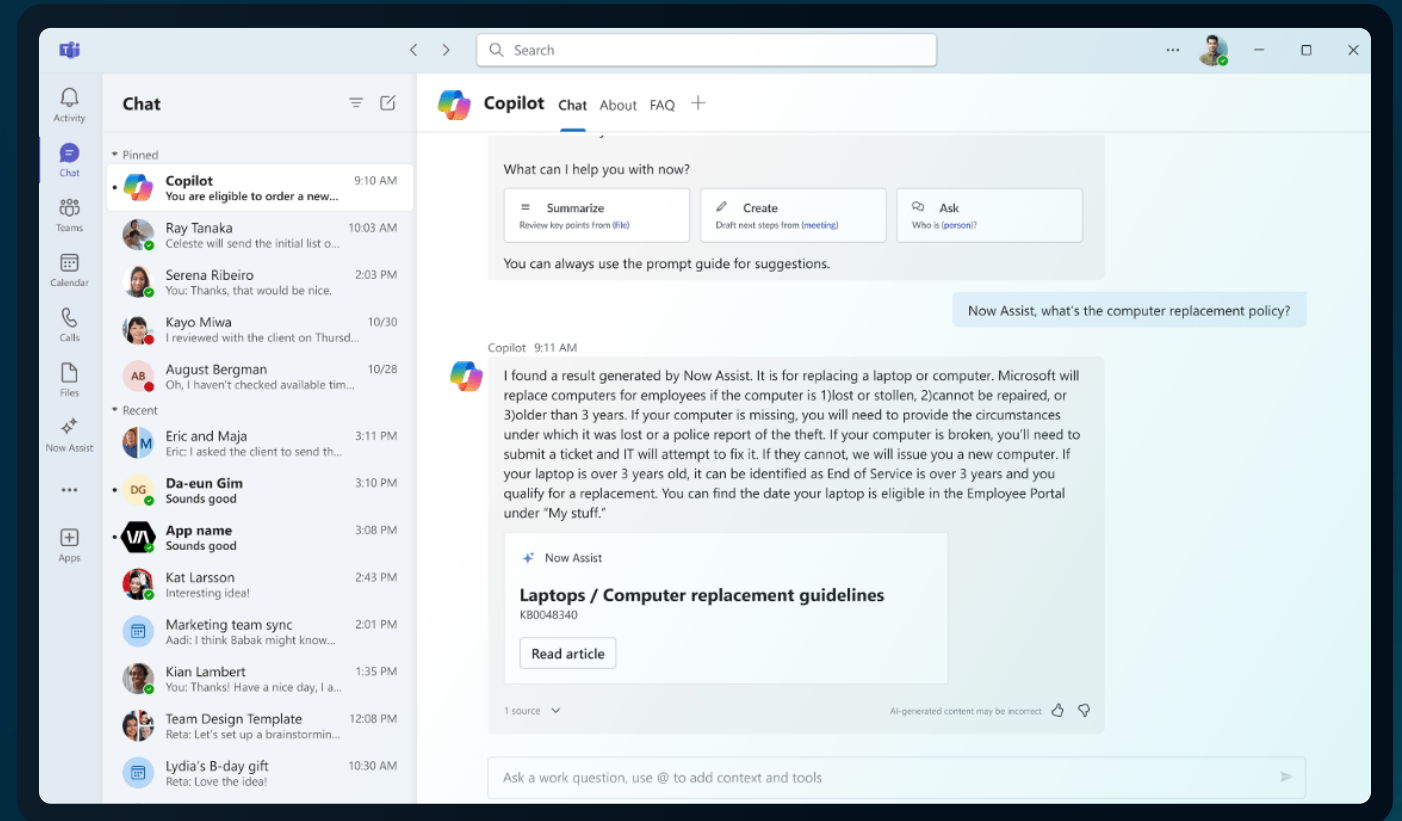 Search
Activity
Chat
Teams
Calendar
Calls
Files
Now Assist
Apps
Chat
Pinned
Copilot 9:10 AM
You are eligible to order a new...
Ray Tanaka 10:03 AM
Celeste will send the initial list o...
Serena Ribeiro 2:03 PM
You: Thanks, that would be nice.
Kayo Miwa 10/30
I reviewed with the client on Thursd...
AB
August Bergman 10/28
Oh, I haven't checked available tim...
Recent
M
Eric and Maja 3:11 PM
Eric: I asked the client to send th...
DG
Da-eun Gim 3:10 PM
Sounds good
App name 3:08 PM
Sounds good
Kat Larsson 2:43 PM
Interesting idea!
Marketing team sync 2:01 PM
Aadi: I think Babak might know...
Kian Lambert 1:35 PM
You: Thanks! Have a nice day, I a...
Team Design Template 12:08 PM
Reta: Let's set up a brainstormin...
Lydia's B-day gift 10:30 AM
Reta: Love the idea!
Copilot Chat About FAQ
What can I help you with now?
Summarize
Review key points from (file)
Create
Draft next steps from (meeting)
Ask
Who is (person)?
You can always use the prompt guide for suggestions.
Now Assist, what's the computer replacement policy?
Copilot 9:11 AM
I found a result generated by Now Assist. It is for replacing a laptop or computer. Microsoft will
replace computers for employees if the computer is 1)lost or stollen, 2)cannot be repaired, or
3)older than 3 years. If your computer is missing, you will need to provide the circumstances
under which it was lost or a police report of the theft. If your computer is broken, you'll need to
submit a ticket and IT will attempt to fix it. If they cannot, we will issue you a new computer. If
your laptop is over 3 years old, it can be identified as End of Service is over 3 years and you
qualify for a replacement. You can find the date your laptop is eligible in the Employee Portal
under “My stuff.”
Now Assist
Laptops / Computer replacement guidelines
KB0048340
Read article
1 source
AI-generated content may be incorrect
Ask a work question, use @ to add context and tools